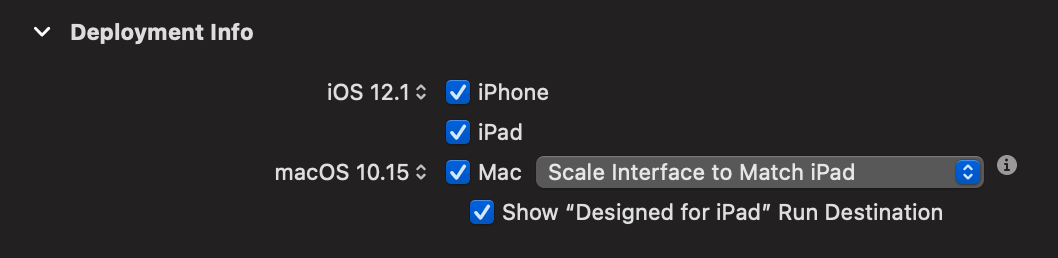 Deployment Info
iOS 12.1 iPhone
iPad
macOS 10.15 Mac Scale Interface to Match iPad
Show “Designed for iPad” Run Destination